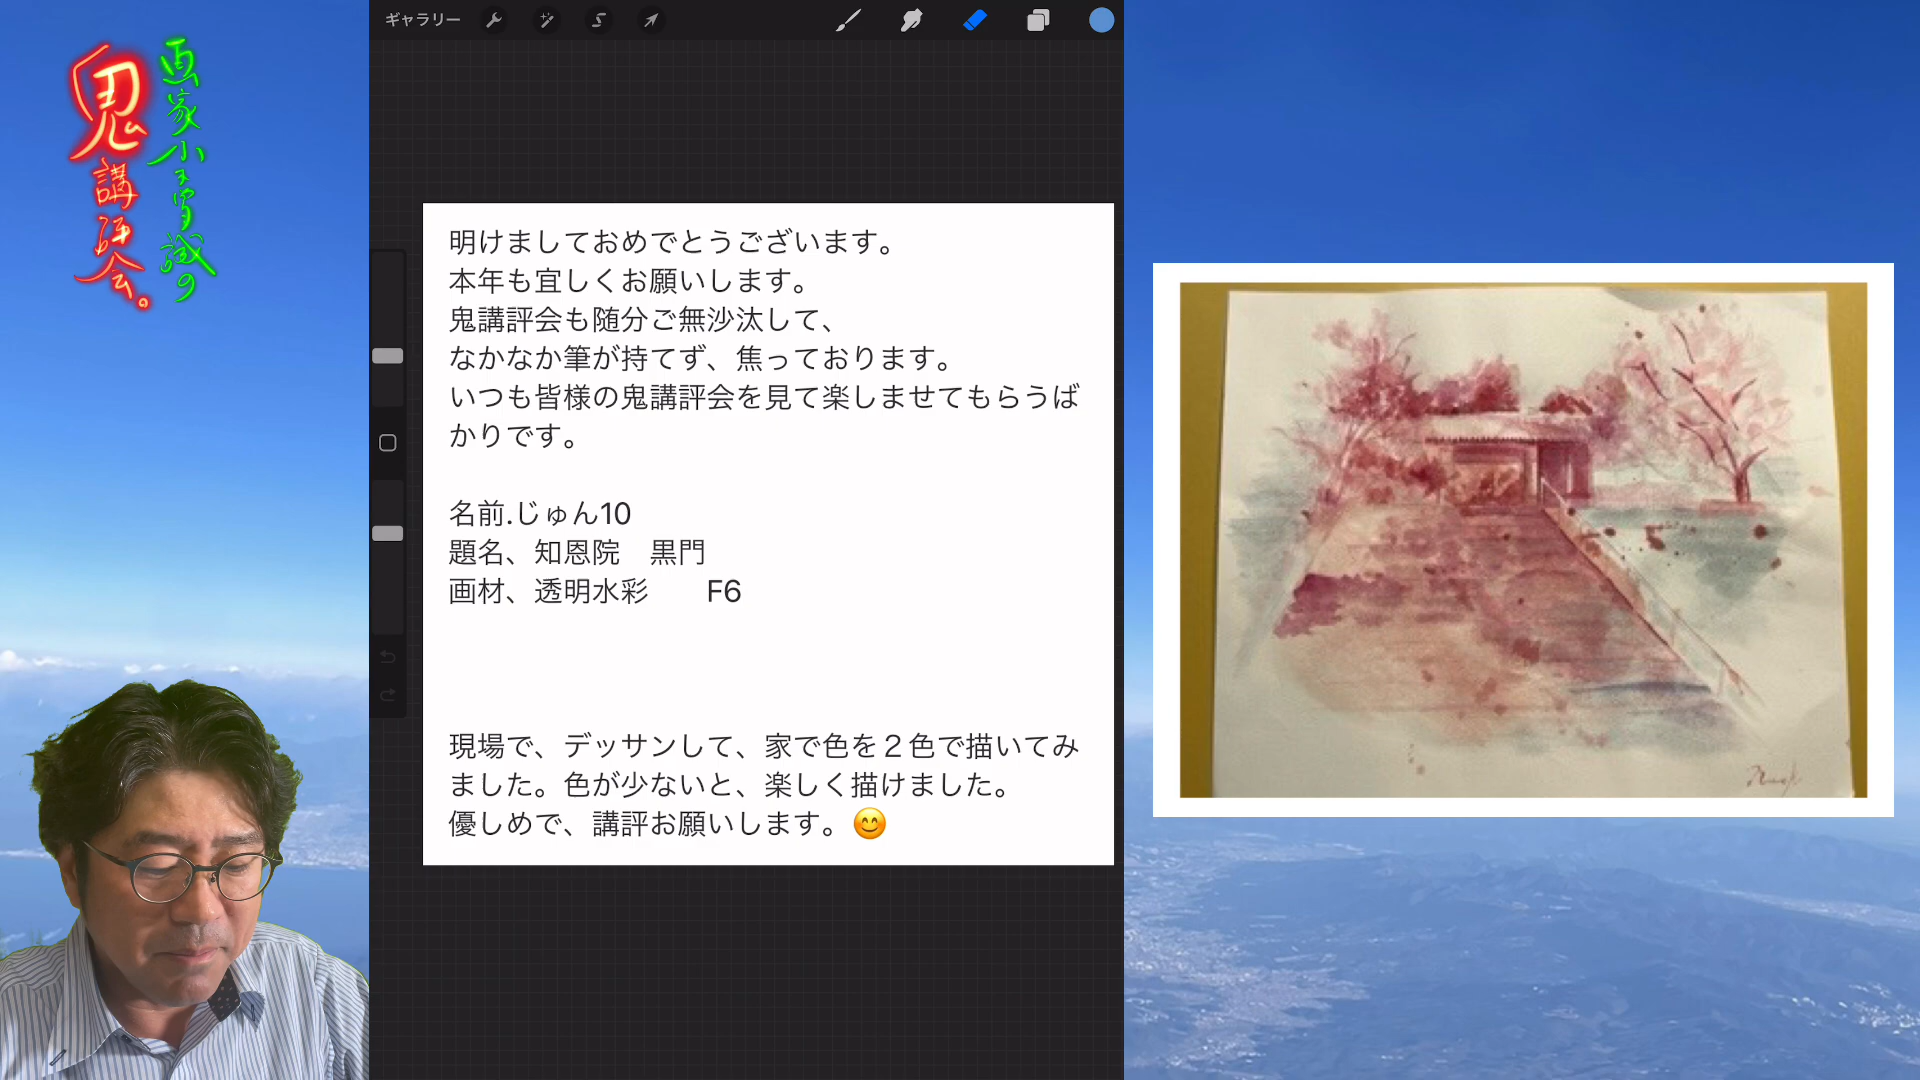 画家小高峯誠の
鬼講評会。
ギャラリー
明けましておめでとうございます。
本年も宜しくお願いします。
鬼講評会も随分ご無沙汰して、
なかなか筆が持てず、焦っております。
いつも皆様の鬼講評会を見て楽しませてもらうば
かりです。
名前.じゅん10
題名、知恩院　黒門
画材、透明水彩　　F6
現場で、デッサンして、家で色を２色で描いてみ
ました。色が少ないと、楽しく描けました。
優しめで、講評お願いします。😊